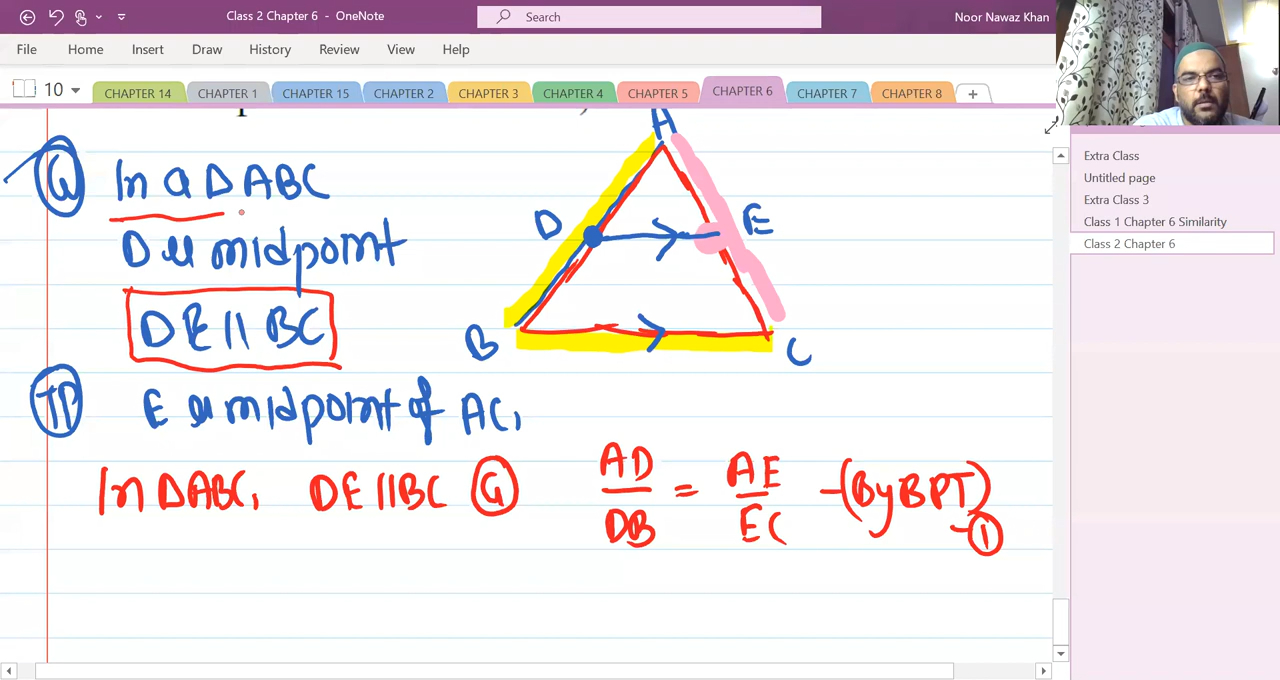 Class 2 Chapter 6 - OneNote
Search
Noor Nawaz Khan
File Home Insert Draw History Review View Help
10
CHAPTER 14 CHAPTER 1 CHAPTER 15 CHAPTER 2 CHAPTER 3 CHAPTER 4 CHAPTER 5 CHAPTER 6 CHAPTER 7 CHAPTER 8 +
Extra Class
Untitled page
Extra Class 3
Class 1 Chapter 6 Similarity
Class 2 Chapter 6
G In a Δ ABC
D is midpoint
DE || BC
TP E is midpoint of AC,
A
D E
B C
In ΔABC, DE || BC G AD/DB = AE/EC -(By BPT)
-1